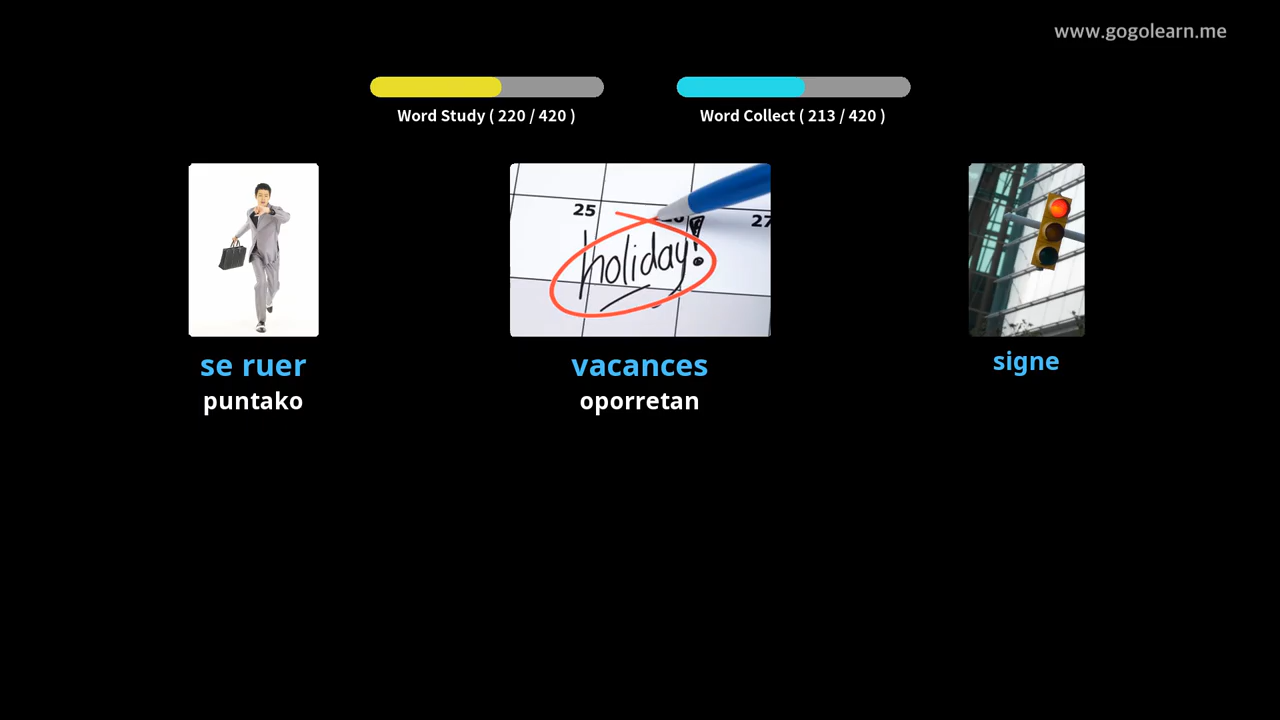 www.gogolearn.me
Word Study ( 220 / 420 )
Word Collect ( 213 / 420 )
25
27
holiday!
se ruer
puntako
vacances
oporretan
signe